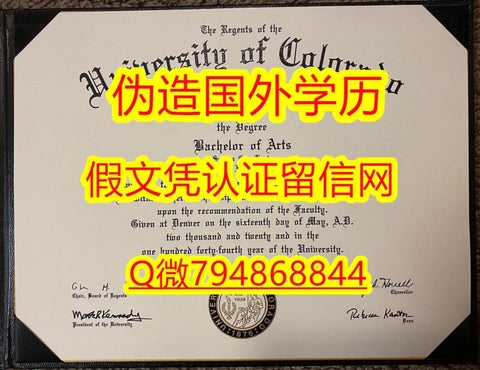 The Regents of the
University of Colorado
伪造国外学历
the Degree
Bachelor of Arts
假文凭认证留信网
upon the recommendation of the Faculty.
Given at Denver on the sixteenth day of May, A.D.
two thousand and twenty and in the
one hundred forty-fourth year of the University.
Q微794868844
Chair, Board of Regents
Chancellor
President of the University
Dean
1876